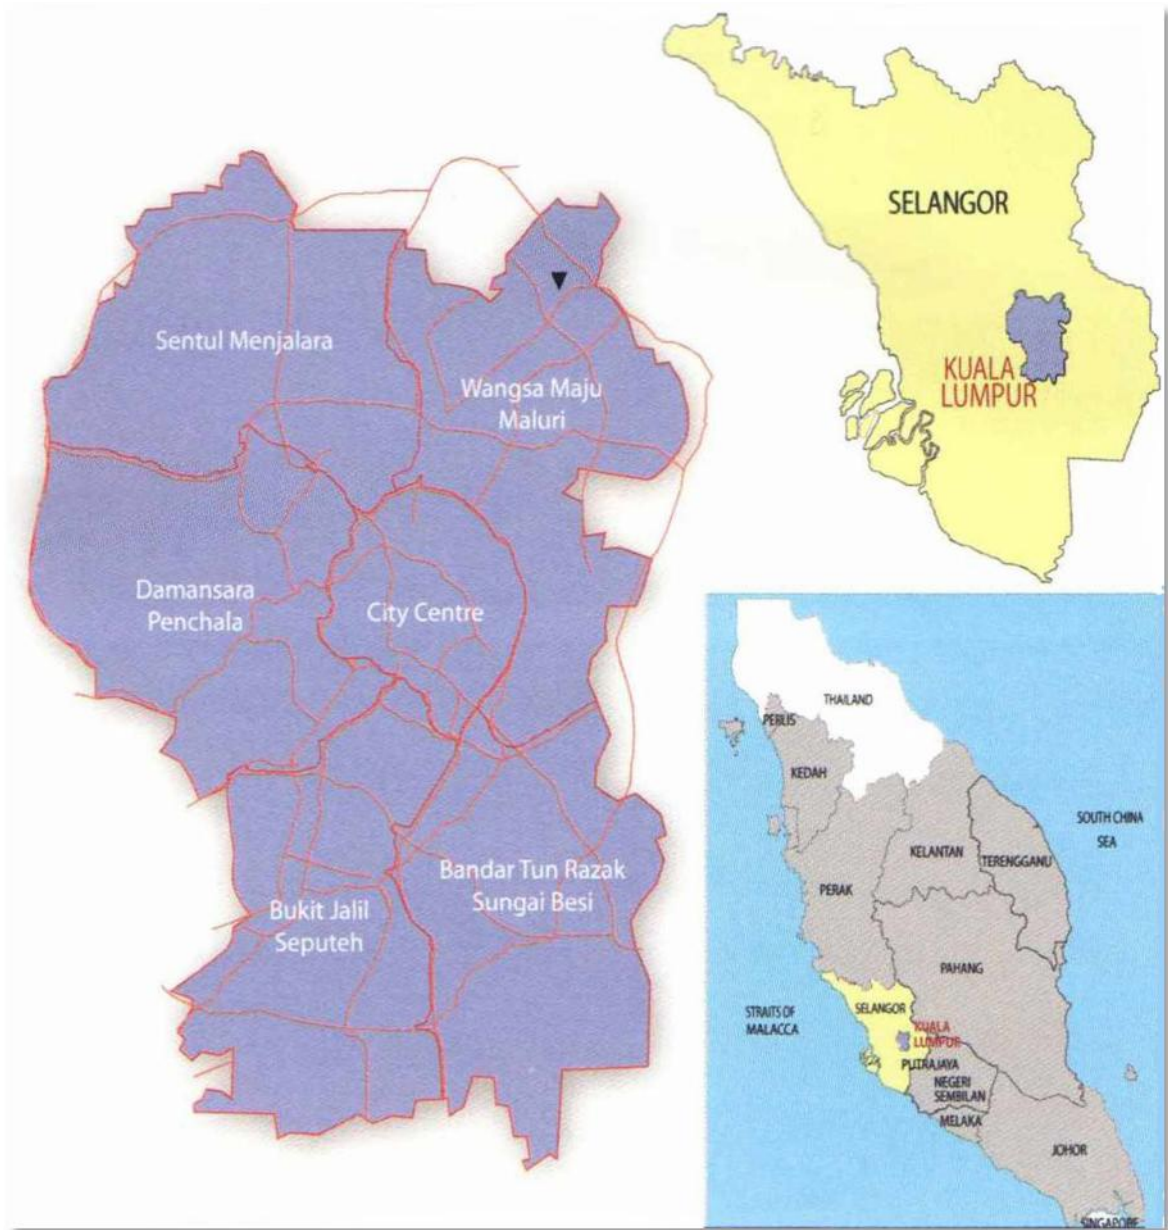 Sentul Menjalara
Wangsa Maju
Maluri
Damansara
Penchala
City Centre
Bandar Tun Razak
Sungai Besi
Bukit Jalil
Seputeh
SELANGOR
KUALA
LUMPUR
THAILAND
PERLIS
KEDAH
SOUTH CHINA
SEA
KELANTAN
TERENGGANU
PERAK
PAHANG
STRAITS OF
MALACCA
SELANGOR
KUALA
LUMPUR
PUTRAJAYA
NEGERI
SEMBILAN
MELAKA
JOHOR
SINGAPORE